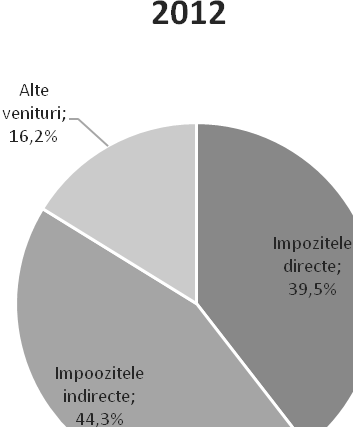 2012
Alte
venituri;
16,2%
Impozitele
directe;
39,5%
Impoozitele
indirecte;
44,3%